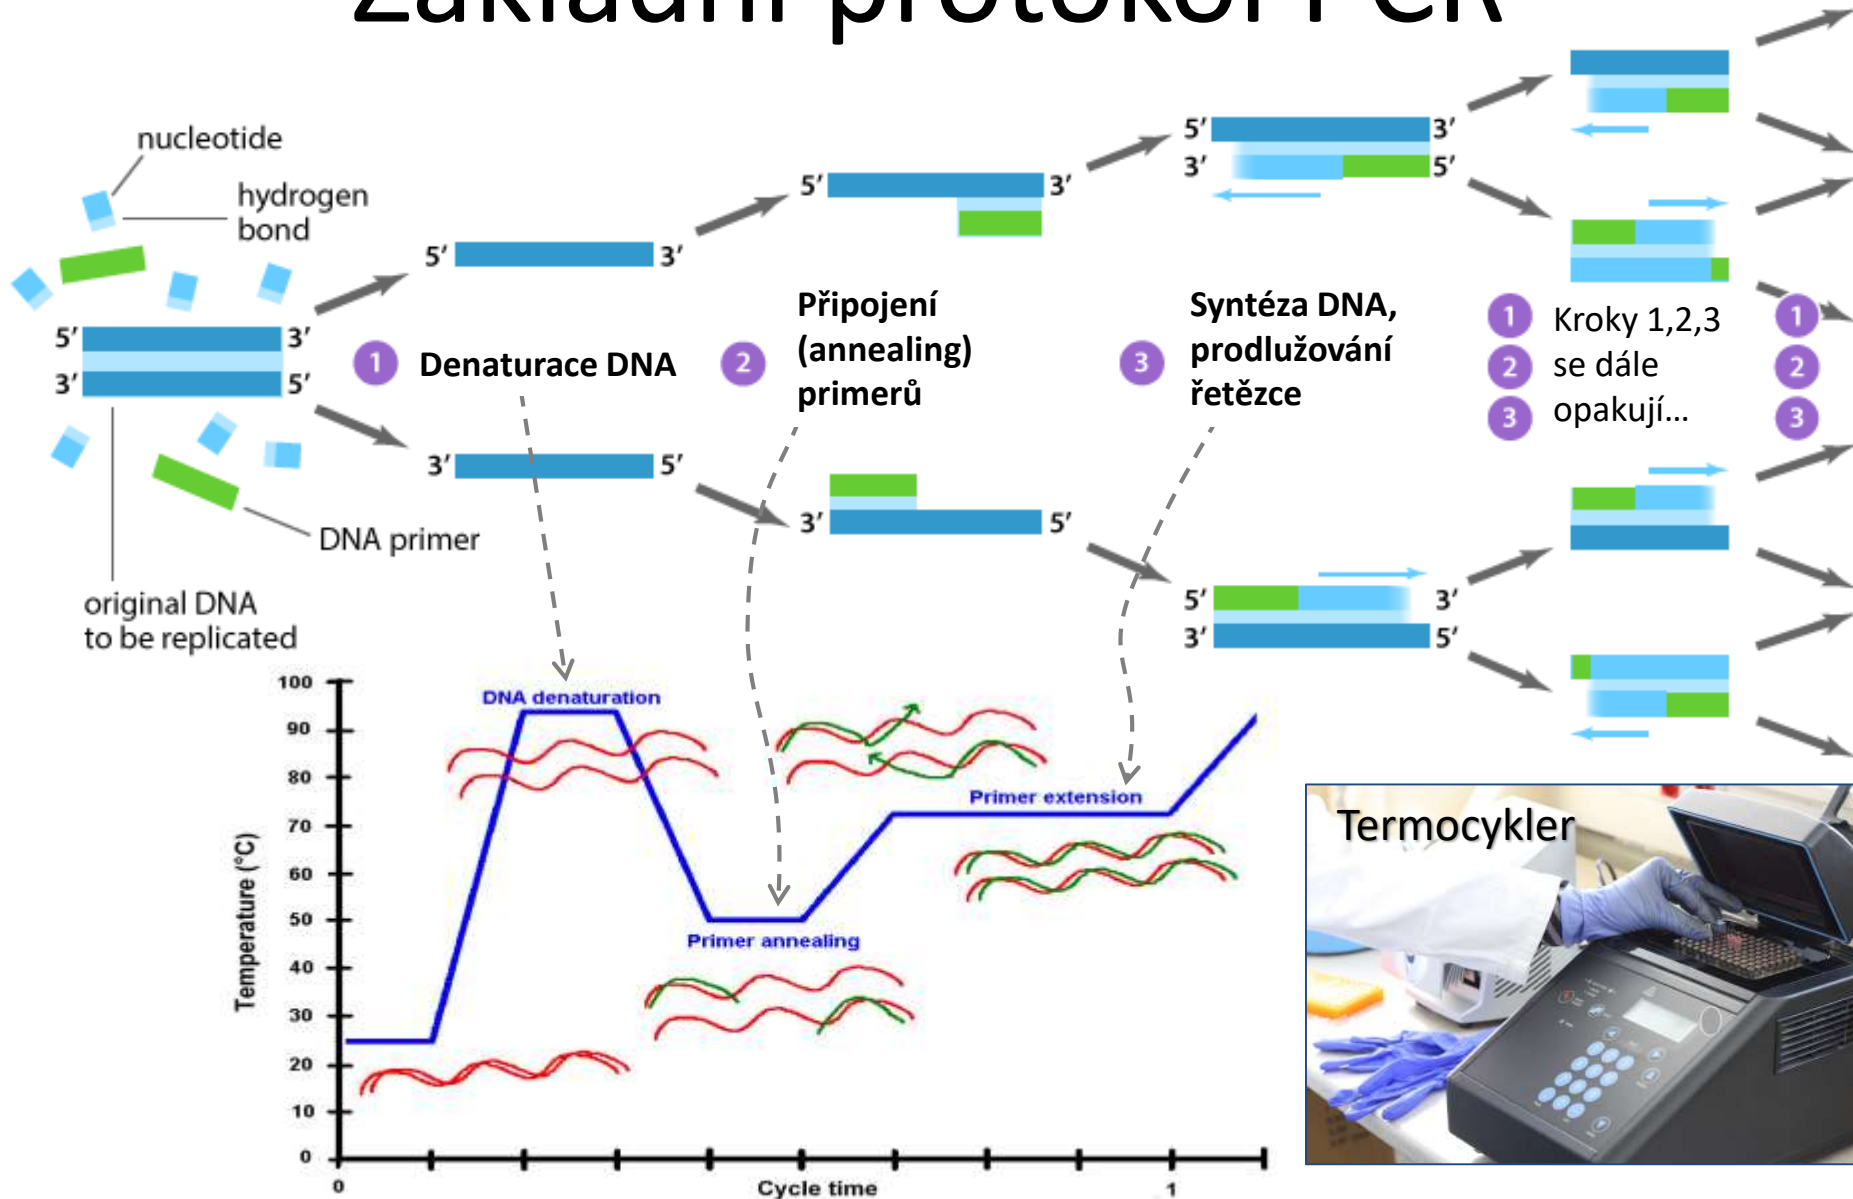 Základní protokol PCR
nucleotide
hydrogen
bond
5′ 3′
3′ 5′
DNA primer
original DNA
to be replicated
1 Denaturace DNA
5′ 3′
3′ 5′
2 Připojení
(annealing)
primerů
5′ 3′
3′ 5′
3 Syntéza DNA,
prodlužování
řetězce
5′ 3′
3′ 5′
5′ 3′
3′ 5′
1 Kroky 1,2,3 1
2 se dále 2
3 opakují... 3
Temperature (°C)
100
90
80
70
60
50
40
30
20
10
0
DNA denaturation
Primer annealing
Primer extension
0 1
Cycle time
Termocykler